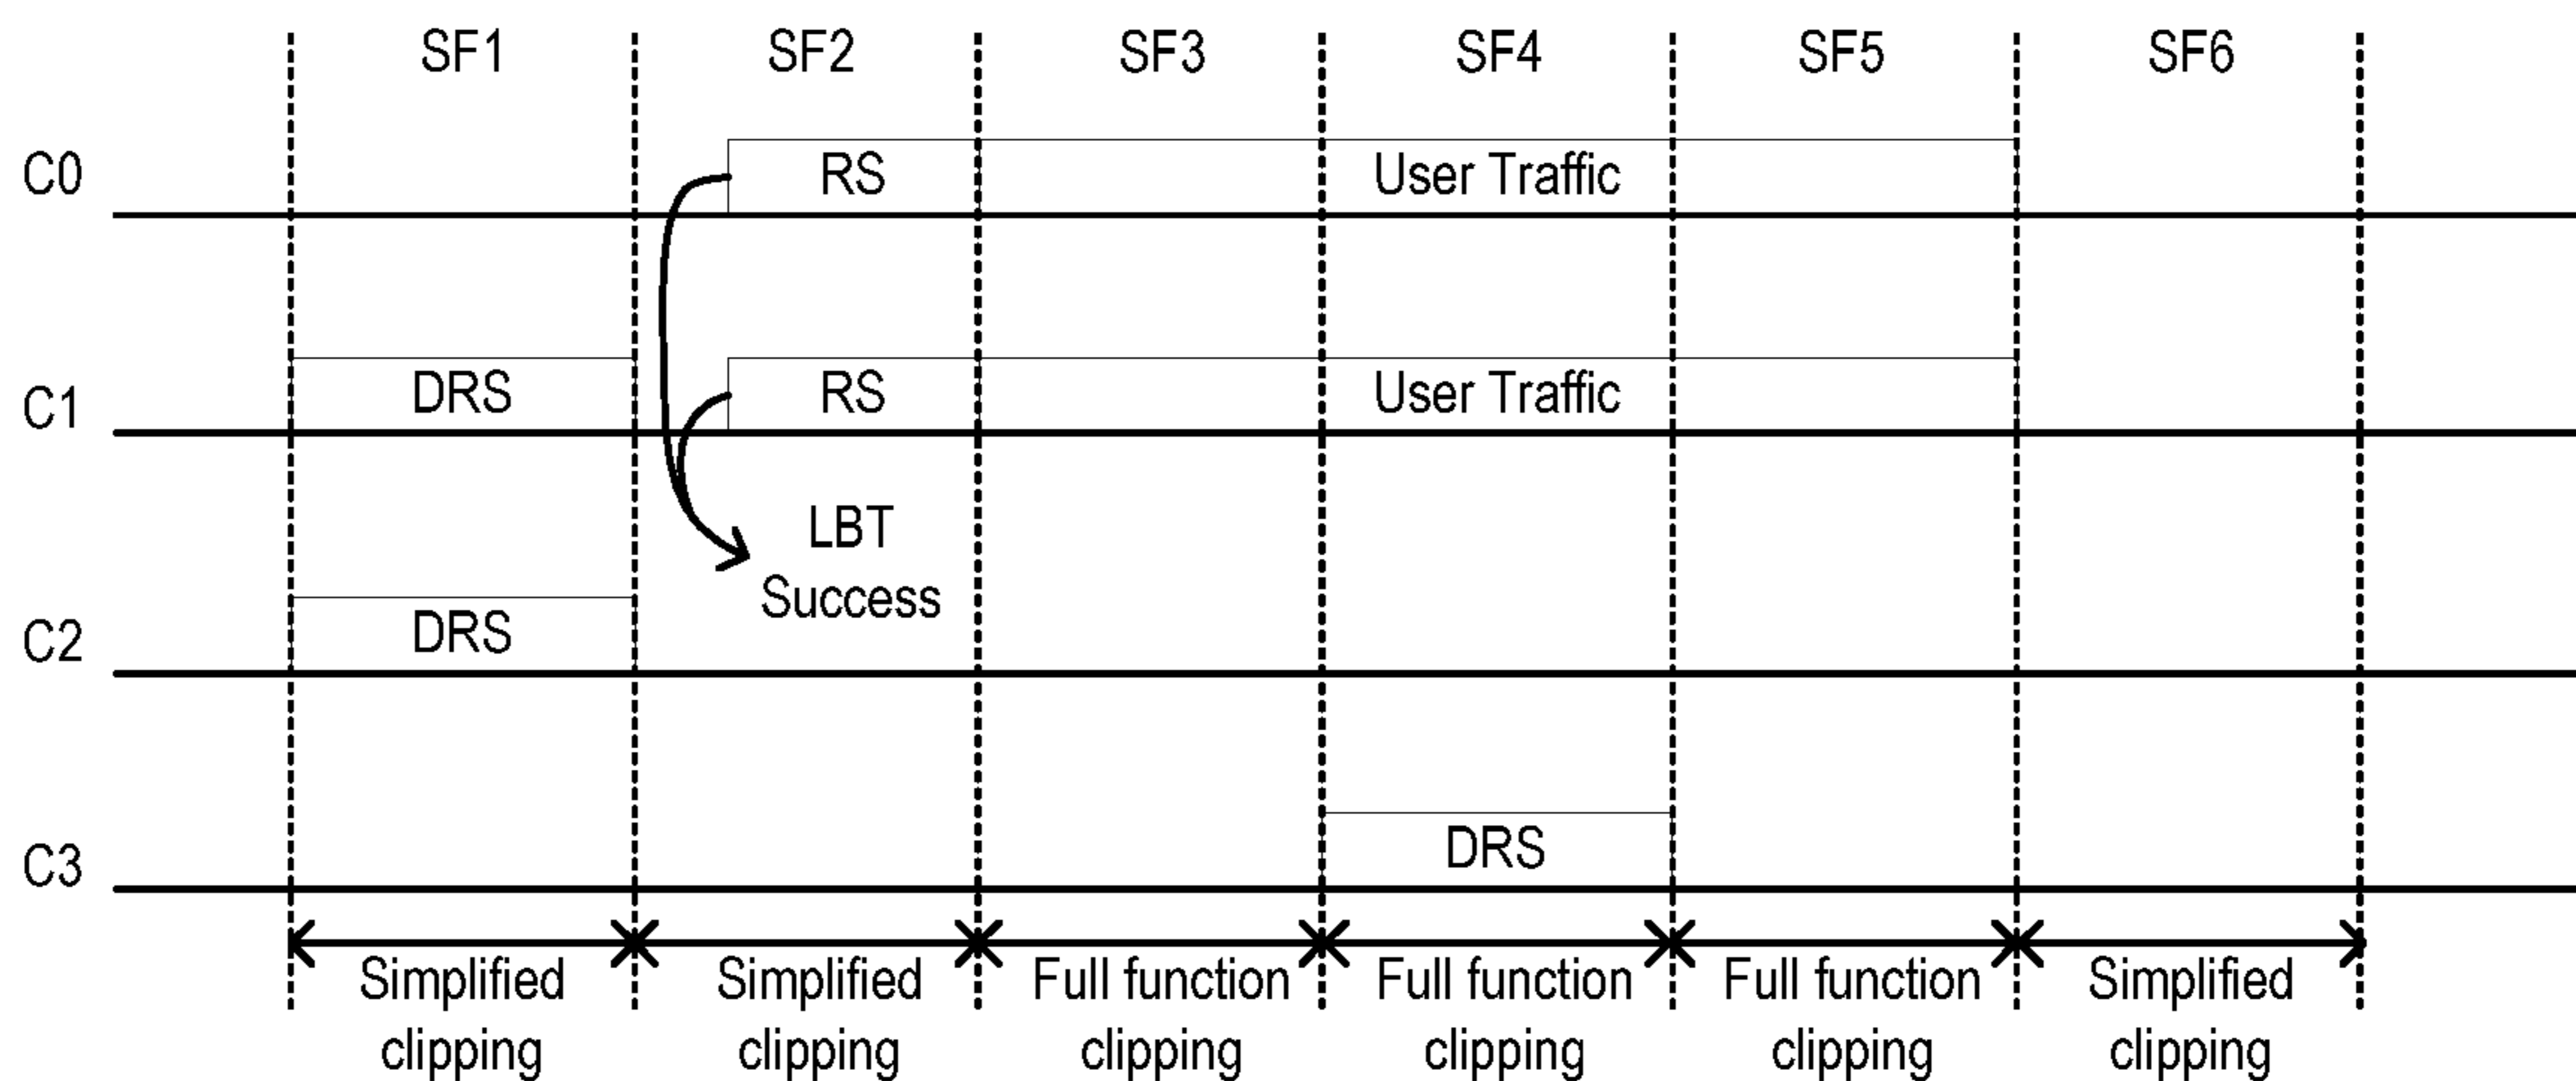 SF1 SF2 SF3 SF4 SF5 SF6
C0 RS User Traffic
C1 DRS RS User Traffic
LBT
Success
C2 DRS
C3 DRS
Simplified Simplified Full function Full function Full function Simplified
clipping clipping clipping clipping clipping clipping